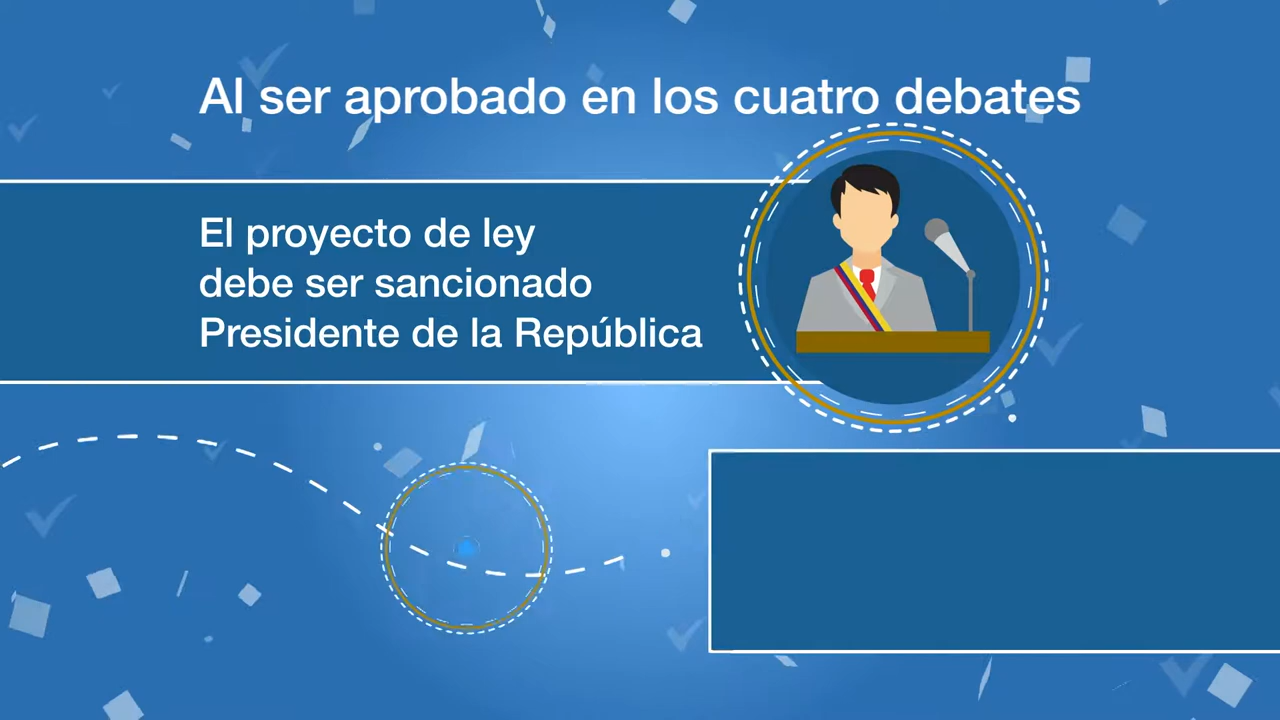 Al ser aprobado en los cuatro debates
El proyecto de ley
debe ser sancionado
Presidente de la República